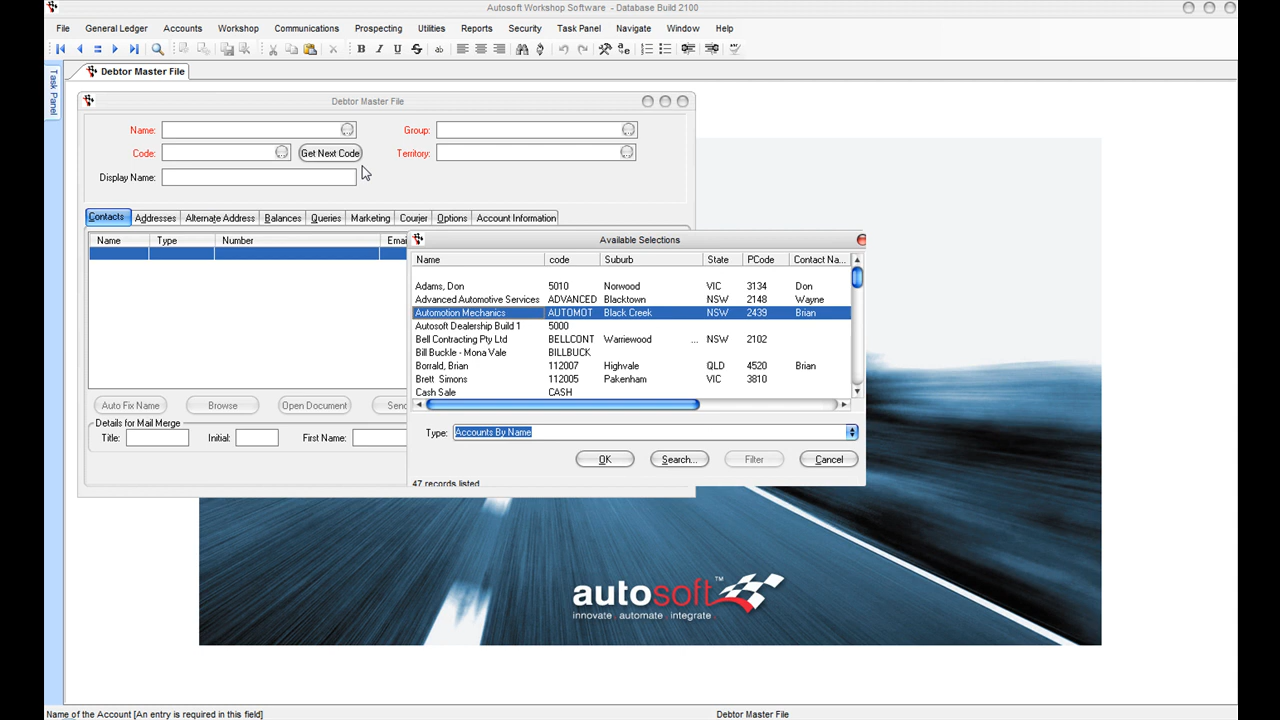 Autosoft Workshop Software - Database Build 2100
File General Ledger Accounts Workshop Communications Prospecting Utilities Reports Security Task Panel Navigate Window Help
Debtor Master File
Task Panel
Debtor Master File
Name: Group:
Code: Get Next Code Territory:
Display Name:
Contacts Addresses Alternate Address Balances Queries Marketing Courier Options Account Information
Name Type Number Emai
Available Selections
Name code Suburb State PCode Contact Na...
Adams, Don 5010 Norwood VIC 3134 Don
Advanced Automotive Services ADVANCED Blacktown NSW 2148 Wayne
Automotion Mechanics AUTOMOT Black Creek NSW 2439 Brian
Autosoft Dealership Build 1 5000
Bell Contracting Pty Ltd BELLCONT Warriewood ... NSW 2102
Bill Buckle - Mona Vale BILLBUCK
Borrald, Brian 112007 Highvale QLD 4520 Brian
Brett Simons 112005 Pakenham VIC 3810
Cash Sale CASH
Auto Fix Name Browse Open Document Send
Details for Mail Merge
Title: Initial: First Name:
Type: Accounts By Name
OK Search... Filter Cancel
47 records listed
autosoft™
innovate . automate . integrate
Name of the Account [An entry is required in this field] Debtor Master File